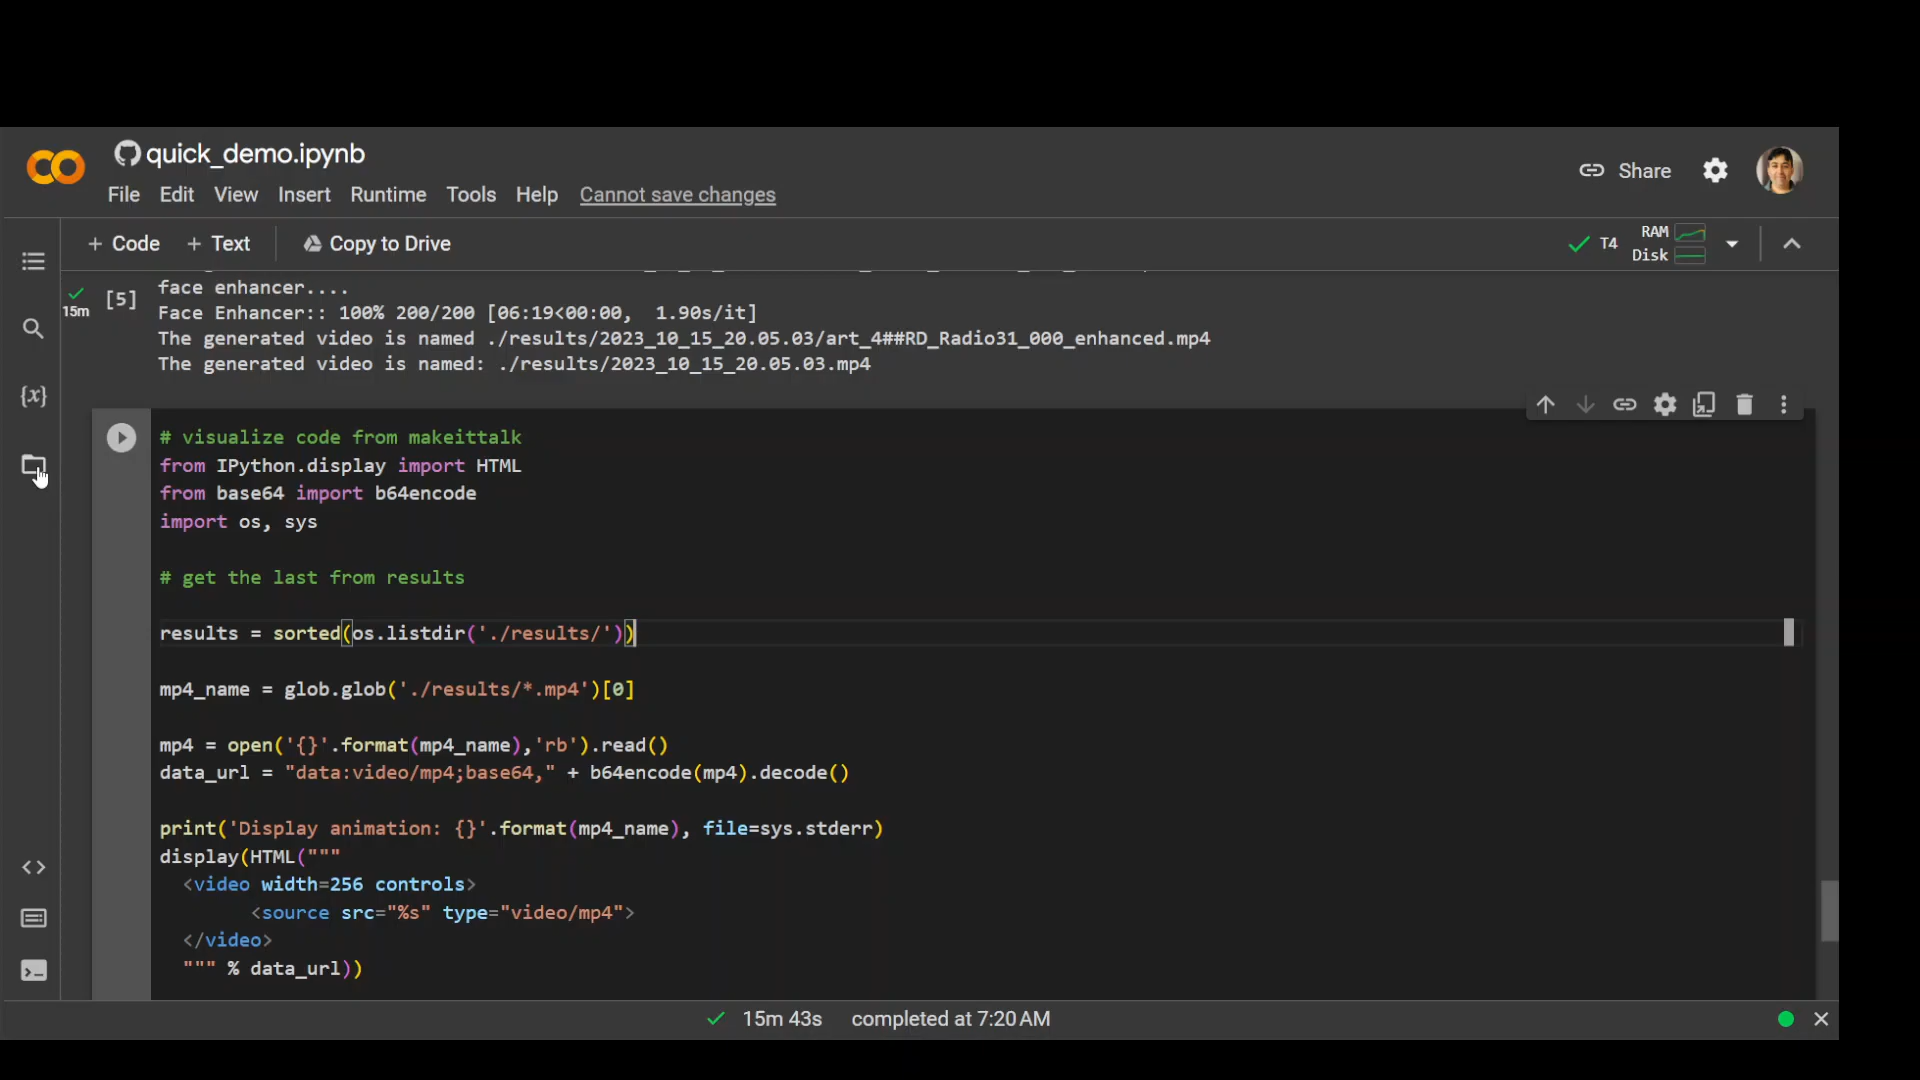 quick_demo.ipynb
File Edit View Insert Runtime Tools Help Cannot save changes
Share
+ Code + Text Copy to Drive
T4 RAM
Disk
15m [5]
face enhancer....
Face Enhancer:: 100% 200/200 [06:19<00:00,  1.90s/it]
The generated video is named ./results/2023_10_15_20.05.03/art_4##RD_Radio31_000_enhanced.mp4
The generated video is named: ./results/2023_10_15_20.05.03.mp4
{x}
# visualize code from makeittalk
from IPython.display import HTML
from base64 import b64encode
import os, sys
# get the last from results
results = sorted(os.listdir('./results/'))
mp4_name = glob.glob('./results/*.mp4')[0]
mp4 = open('{}'.format(mp4_name),'rb').read()
data_url = "data:video/mp4;base64," + b64encode(mp4).decode()
print('Display animation: {}'.format(mp4_name), file=sys.stderr)
display(HTML("""
<video width=256 controls>
<source src="%s" type="video/mp4">
</video>
""" % data_url))
15m 43s completed at 7:20 AM